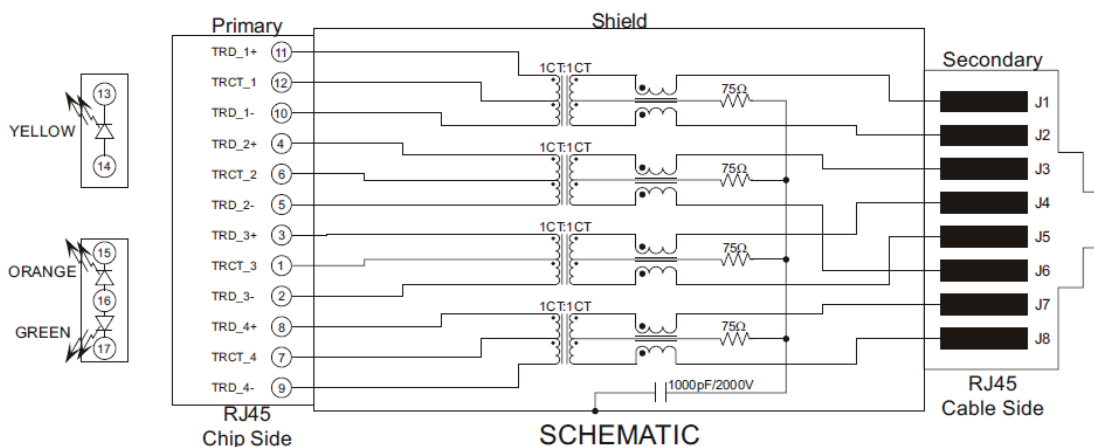 Primary
Shield
Secondary
TRD_1+ 11
TRCT_1 12
TRD_1- 10
TRD_2+ 4
TRCT_2 6
TRD_2- 5
TRD_3+ 3
TRCT_3 1
TRD_3- 2
TRD_4+ 8
TRCT_4 7
TRD_4- 9
RJ45
Chip Side
13
YELLOW
14
15
ORANGE
16
GREEN
17
1CT:1CT
75Ω
1CT:1CT
75Ω
1CT:1CT
75Ω
1CT:1CT
75Ω
1000pF/2000V
J1
J2
J3
J4
J5
J6
J7
J8
RJ45
Cable Side
SCHEMATIC